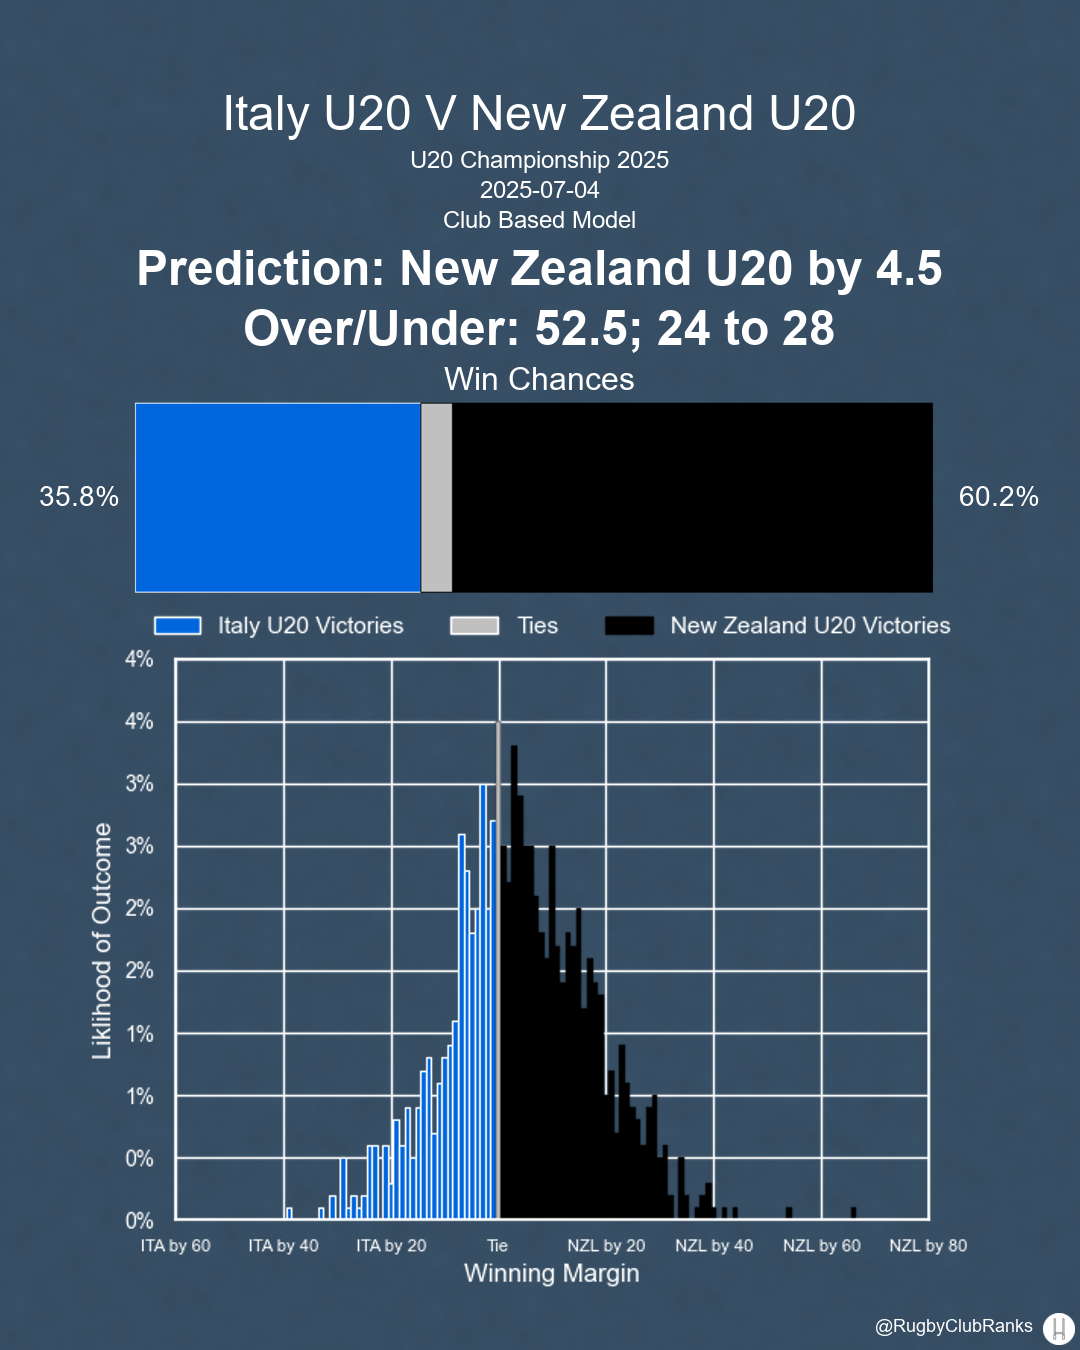 Italy U20 V New Zealand U20
U20 Championship 2025
2025-07-04
Club Based Model
Prediction: New Zealand U20 by 4.5
Over/Under: 52.5; 24 to 28
Win Chances
35.8%
60.2%
Italy U20 Victories
Ties
New Zealand U20 Victories
4%
4%
3%
3%
2%
2%
1%
1%
0%
0%
Liklihood of Outcome
ITA by 60
ITA by 40
ITA by 20
Tie
NZL by 20
NZL by 40
NZL by 60
NZL by 80
Winning Margin
@RugbyClubRanks